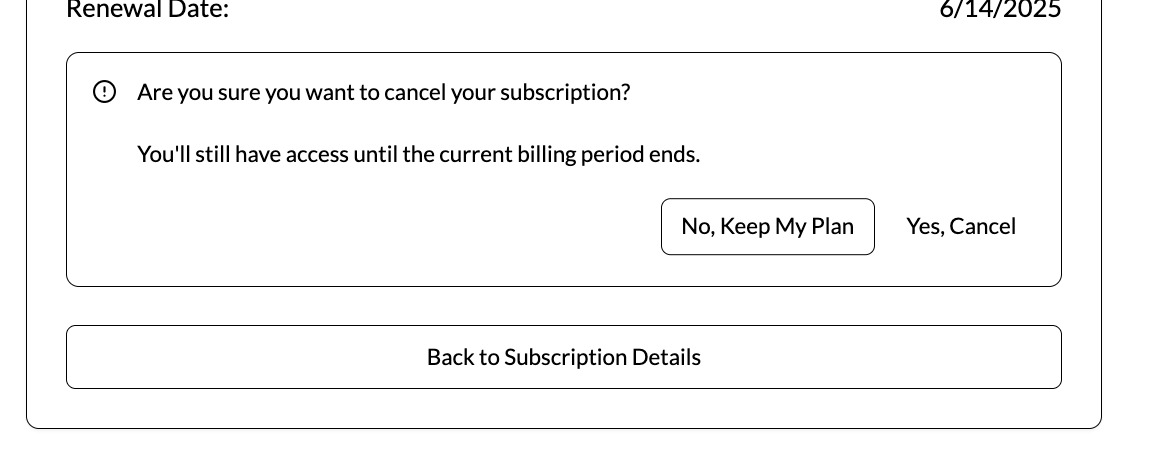 Renewal Date: 6/14/2025
Are you sure you want to cancel your subscription?
You'll still have access until the current billing period ends.
No, Keep My Plan Yes, Cancel
Back to Subscription Details